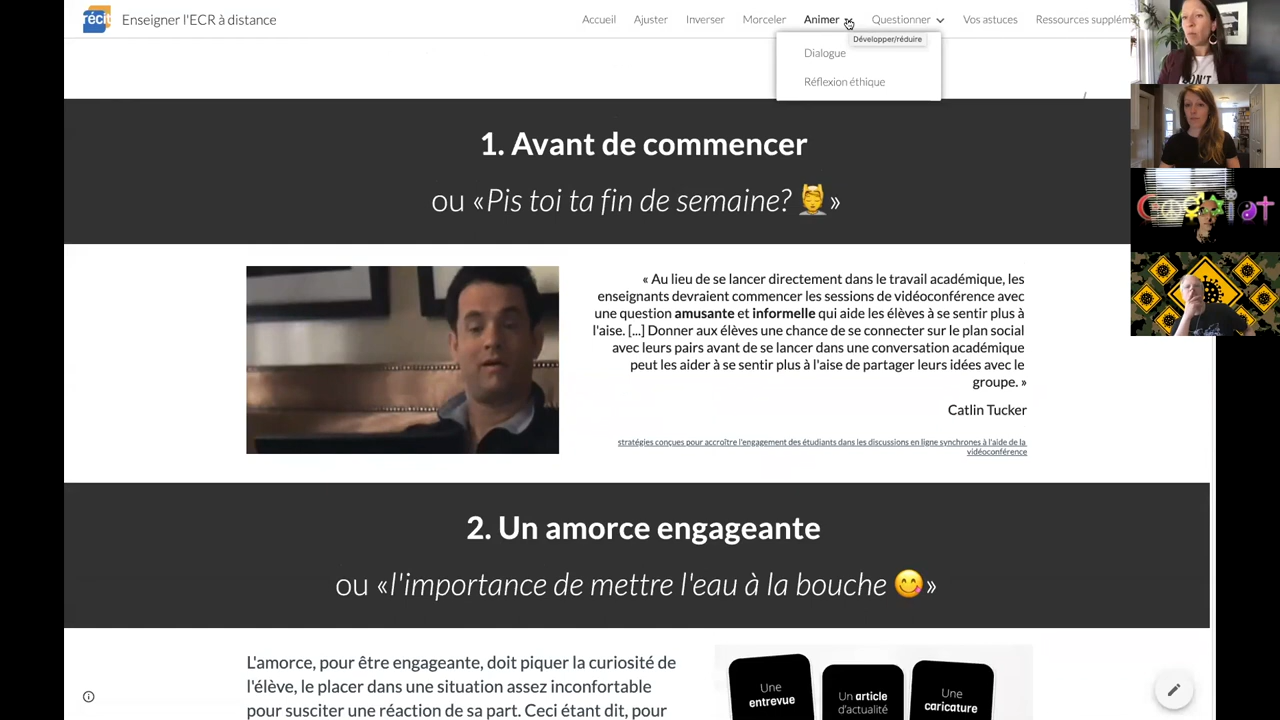 récit
Enseigner l'ECR à distance
Accueil
Ajuster
Inverser
Morceler
Animer
Questionner
Vos astuces
Ressources supplém
Développer/réduire
Dialogue
Réflexion éthique
1. Avant de commencer
ou «Pis toi ta fin de semaine? 💆»
« Au lieu de se lancer directement dans le travail académique, les
enseignants devraient commencer les sessions de vidéoconférence avec
une question amusante et informelle qui aide les élèves à se sentir plus à
l'aise. [...] Donner aux élèves une chance de se connecter sur le plan social
avec leurs pairs avant de se lancer dans une conversation académique
peut les aider à se sentir plus à l'aise de partager leurs idées avec le
groupe. »
Catlin Tucker
stratégies conçues pour accroître l'engagement des étudiants dans les discussions en ligne synchrones à l'aide de la
vidéoconférence
2. Un amorce engageante
ou «l'importance de mettre l'eau à la bouche 😋»
L'amorce, pour être engageante, doit piquer la curiosité de
l'élève, le placer dans une situation assez inconfortable
pour susciter une réaction de sa part. Ceci étant dit, pour
Une
entrevue
Un article
d'actualité
Une
caricature